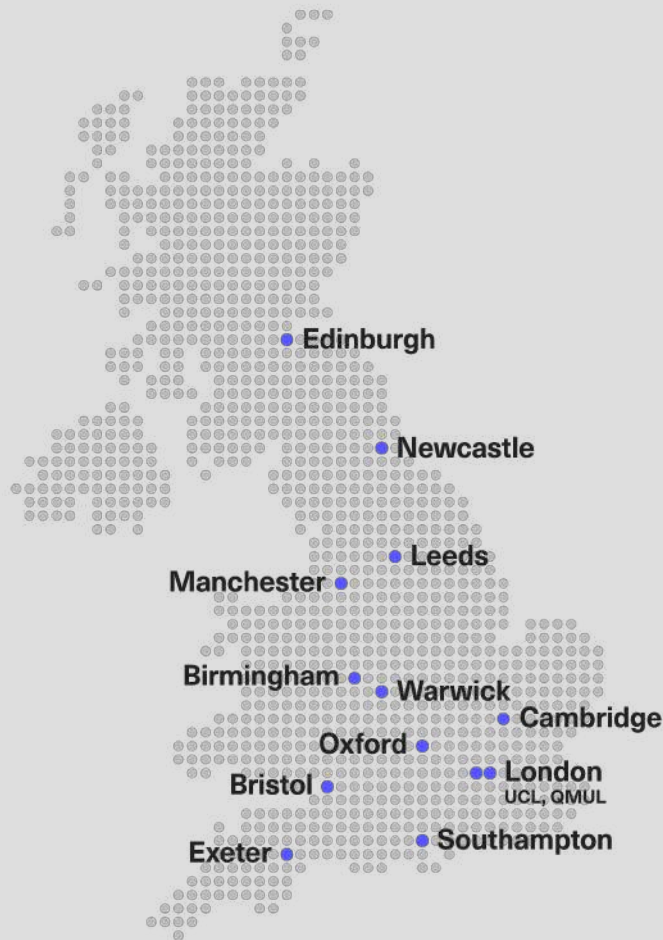 Edinburgh
Newcastle
Leeds
Manchester
Birmingham
Warwick
Cambridge
Oxford
London
UCL, QMUL
Bristol
Southampton
Exeter